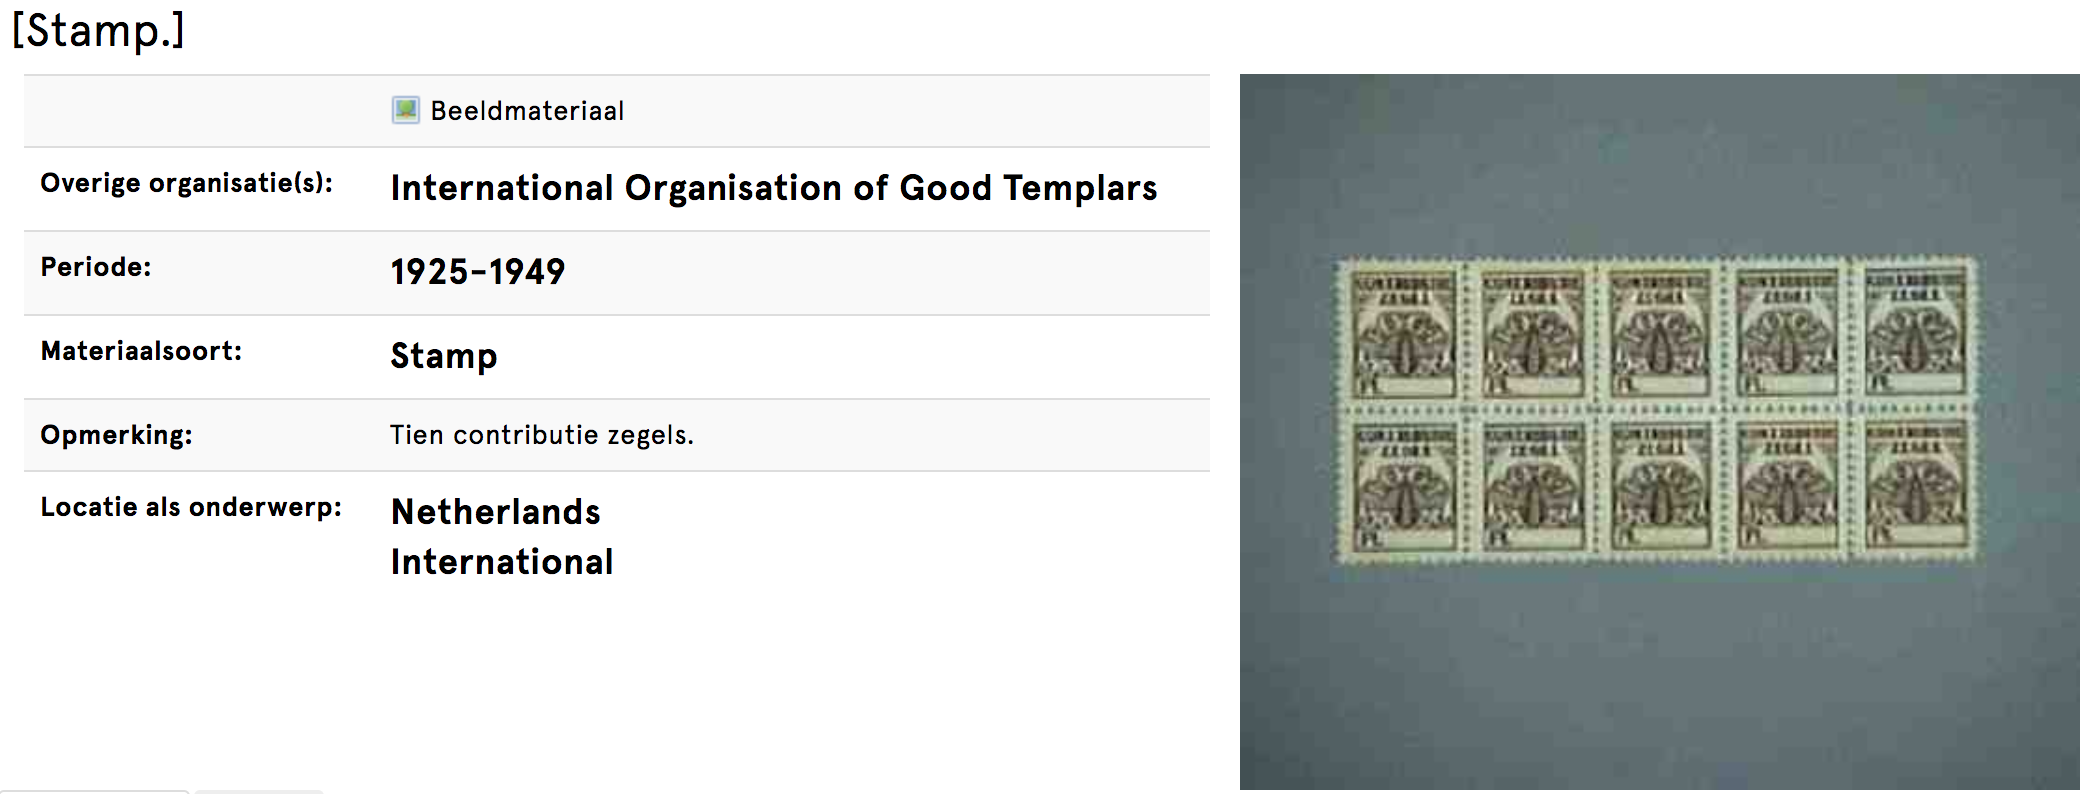 [Stamp.]
Beeldmateriaal
Overige organisatie(s): International Organisation of Good Templars
Periode: 1925-1949
Materiaalsoort: Stamp
Opmerking: Tien contributie zegels.
Locatie als onderwerp: Netherlands
International